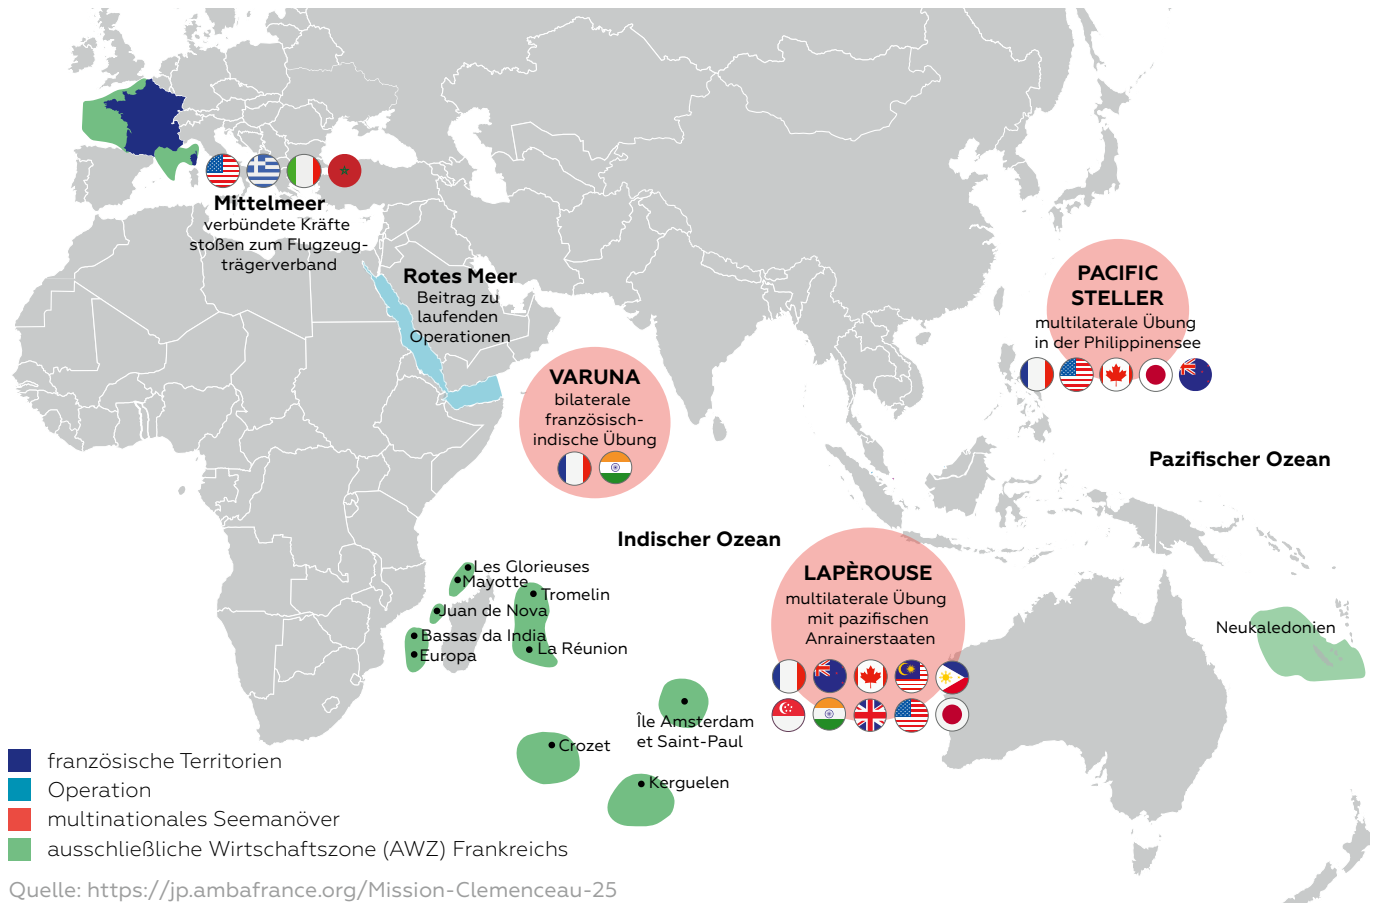 Mittelmeer
verbündete Kräfte
stoßen zum Flugzeug-
trägerverband
Rotes Meer
Beitrag zu
laufenden
Operationen
PACIFIC
STELLER
multilaterale Übung
in der Philippinensee
VARUNA
bilaterale
französisch-
indische Übung
Pazifischer Ozean
Indischer Ozean
LAPÈROUSE
multilaterale Übung
mit pazifischen
Anrainerstaaten
Les Glorieuses
Mayotte
Tromelin
Juan de Nova
Bassas da India
La Réunion
Europa
Neukaledonien
Île Amsterdam
et Saint-Paul
Crozet
Kerguelen
französische Territorien
Operation
multinationales Seemanöver
ausschließliche Wirtschaftszone (AWZ) Frankreichs
Quelle: https://jp.ambafrance.org/Mission-Clemenceau-25